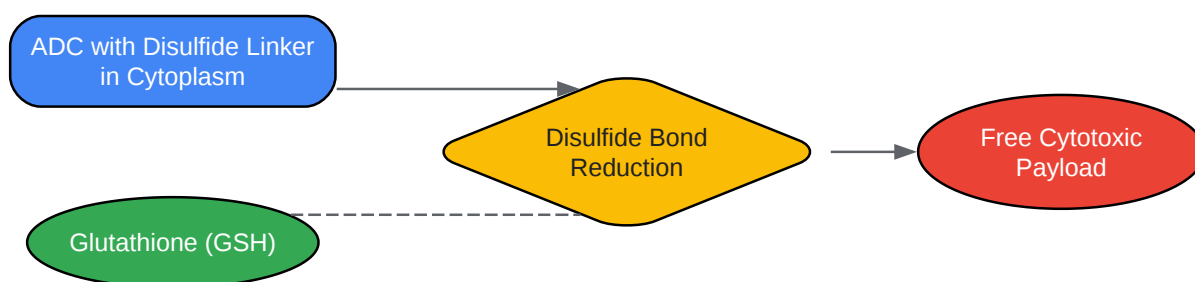 ADC with Disulfide Linker
in Cytoplasm
Disulfide Bond
Reduction
Free Cytotoxic
Payload
Glutathione (GSH)